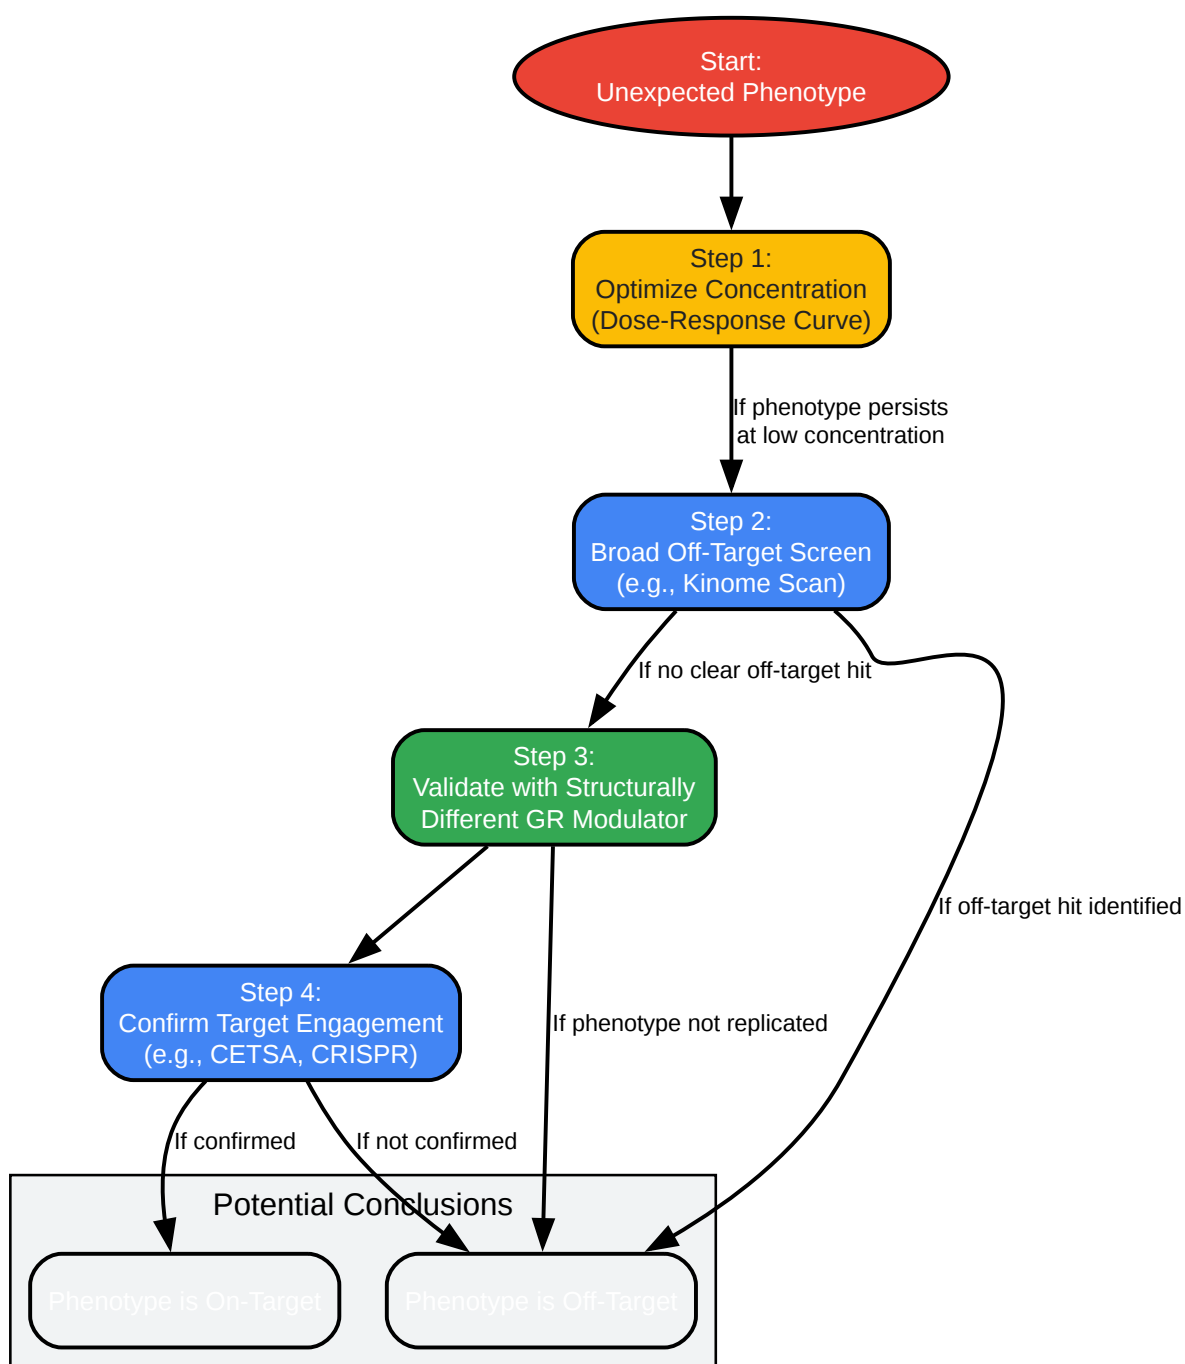 Start:
Unexpected Phenotype
Step 1:
Optimize Concentration
(Dose-Response Curve)
If phenotype persists
at low concentration
Step 2:
Broad Off-Target Screen
(e.g., Kinome Scan)
If no clear off-target hit
Step 3:
Validate with Structurally
Different GR Modulator
If off-target hit identified
Step 4:
Confirm Target Engagement
(e.g., CETSA, CRISPR)
If phenotype not replicated
If confirmed
If not confirmed
Potential Conclusions
Phenotype is On-Target
Phenotype is Off-Target